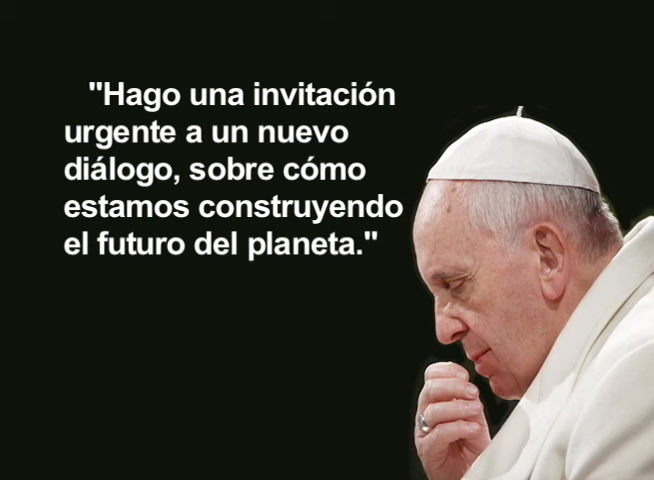 "Hago una invitación
urgente a un nuevo
diálogo, sobre cómo
estamos construyendo
el futuro del planeta."